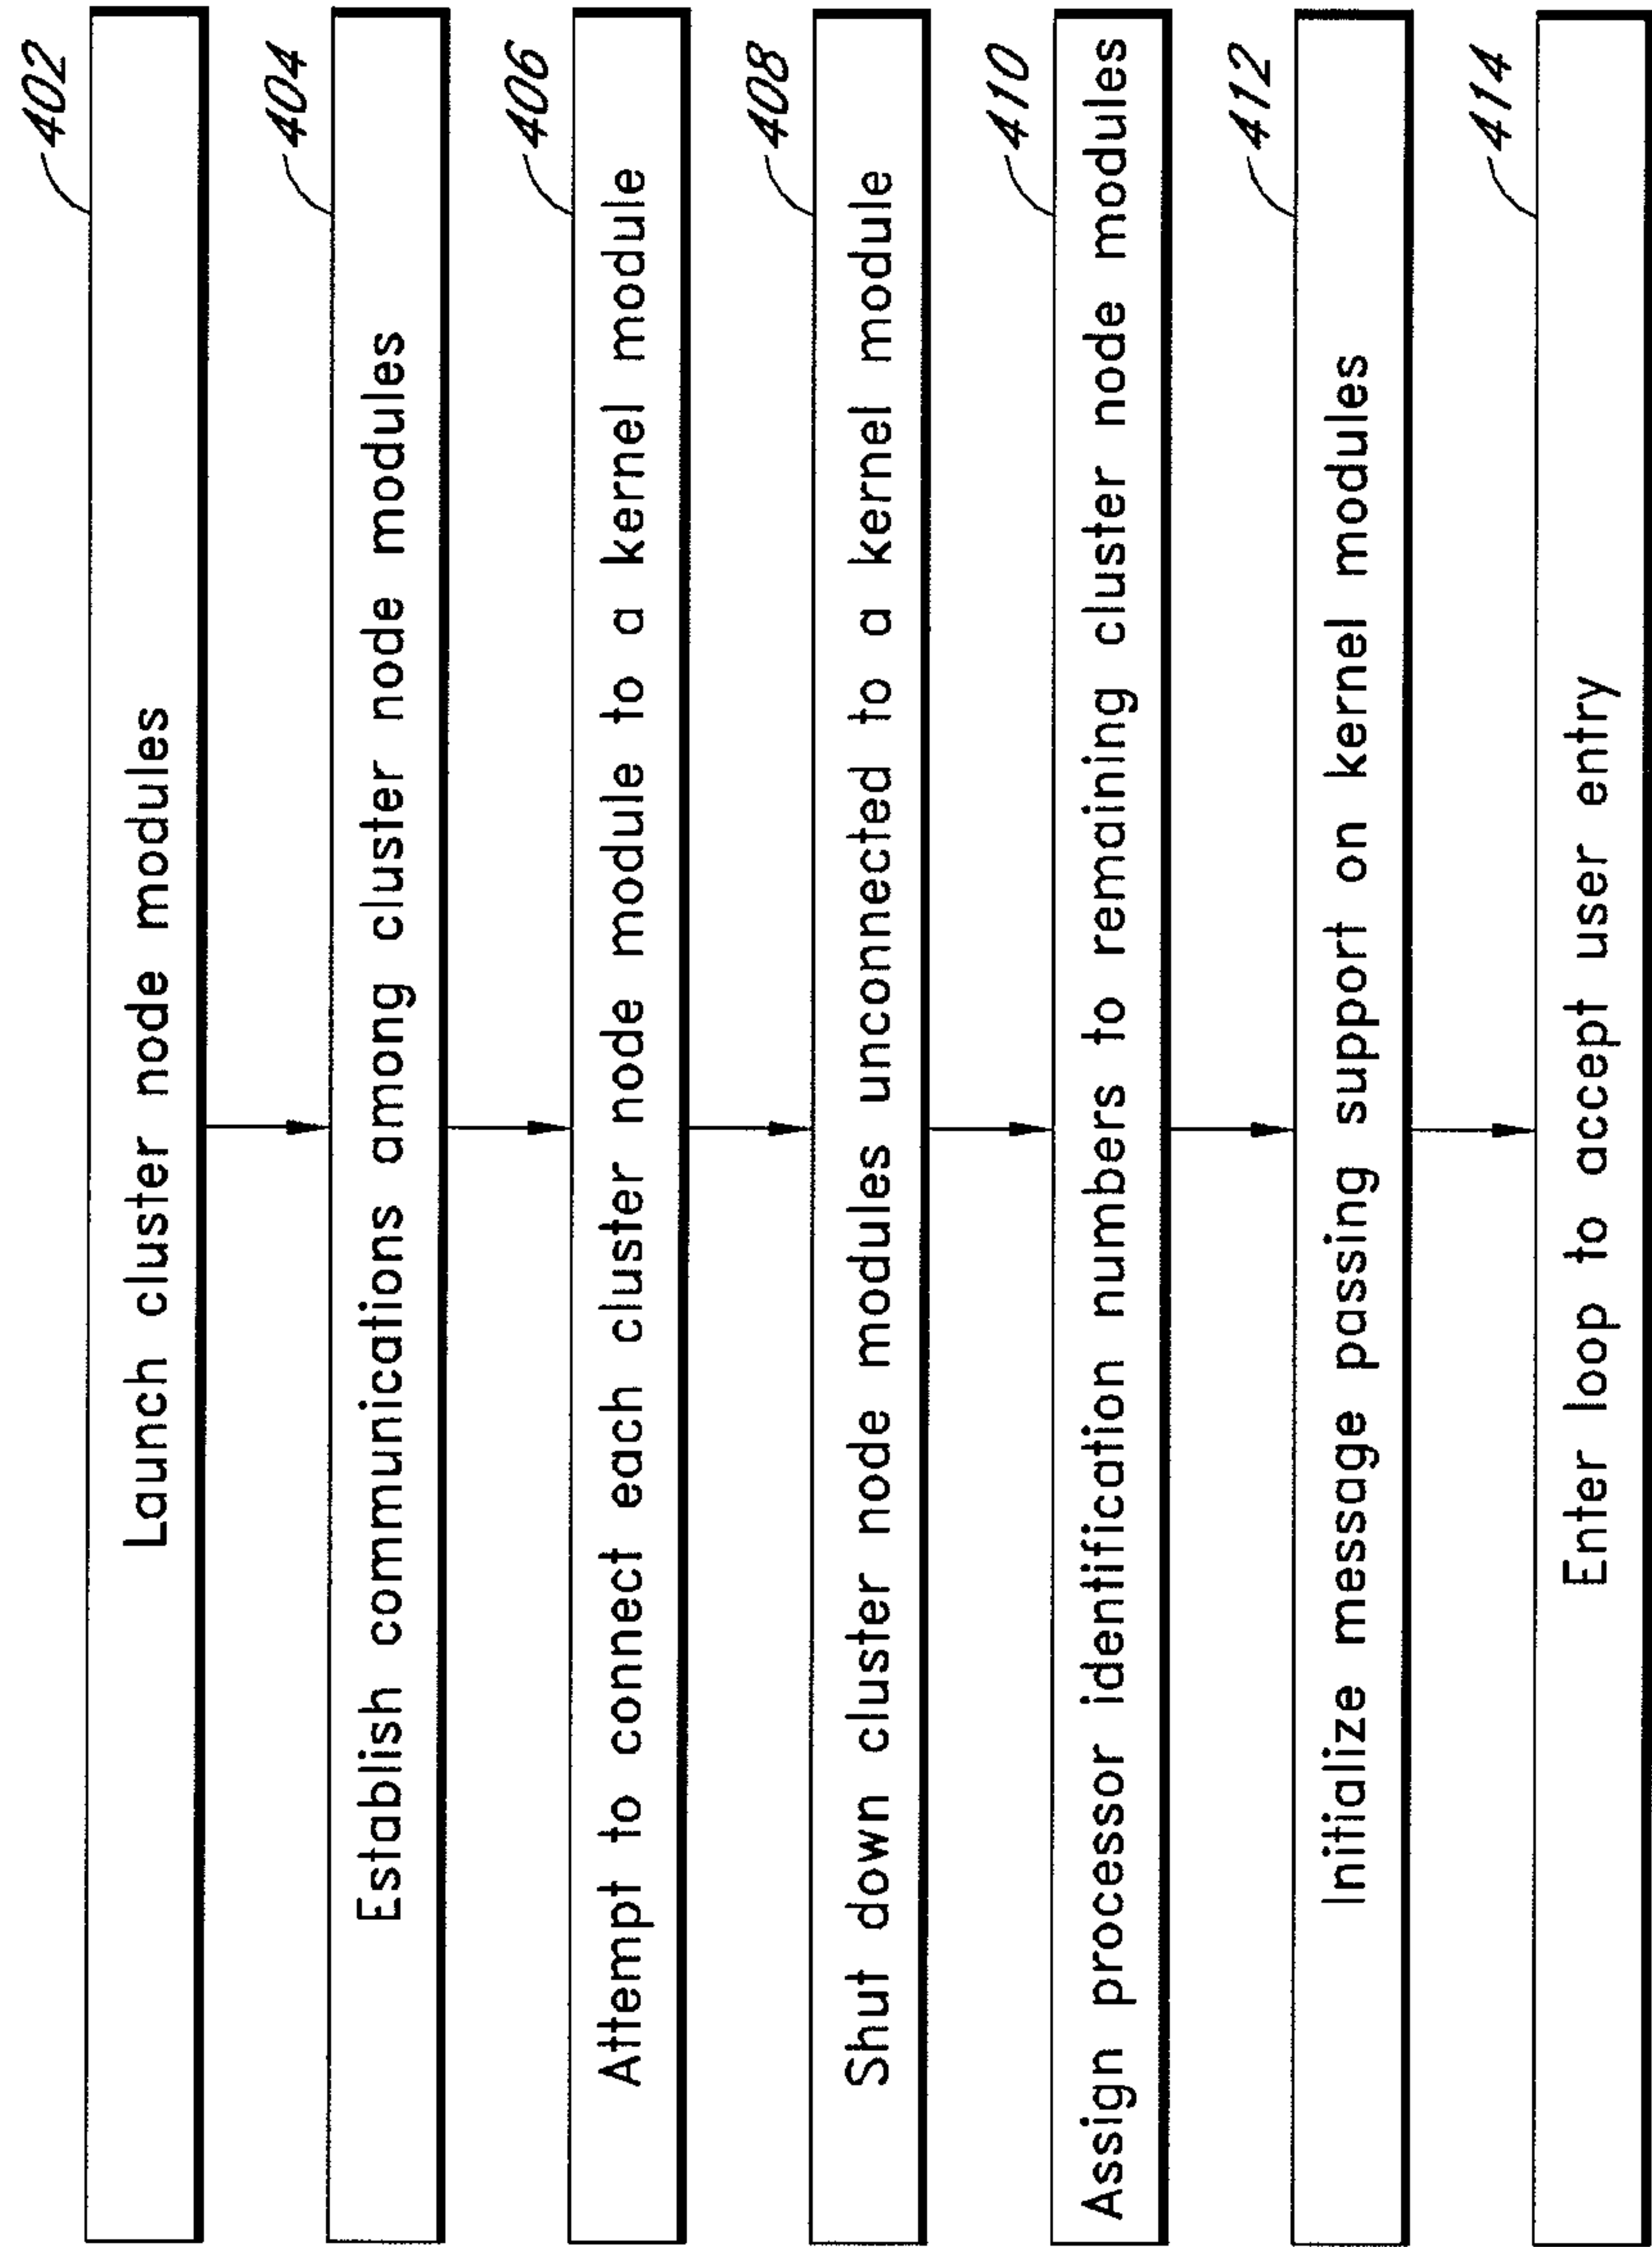 402
Launch cluster node modules
404
Establish communications among cluster node modules
406
Attempt to connect each cluster node module to a kernel module
408
Shut down cluster node modules unconnected to a kernel module
410
Assign processor identification numbers to remaining cluster node modules
412
Initialize message passing support on kernel modules
414
Enter loop to accept user entry